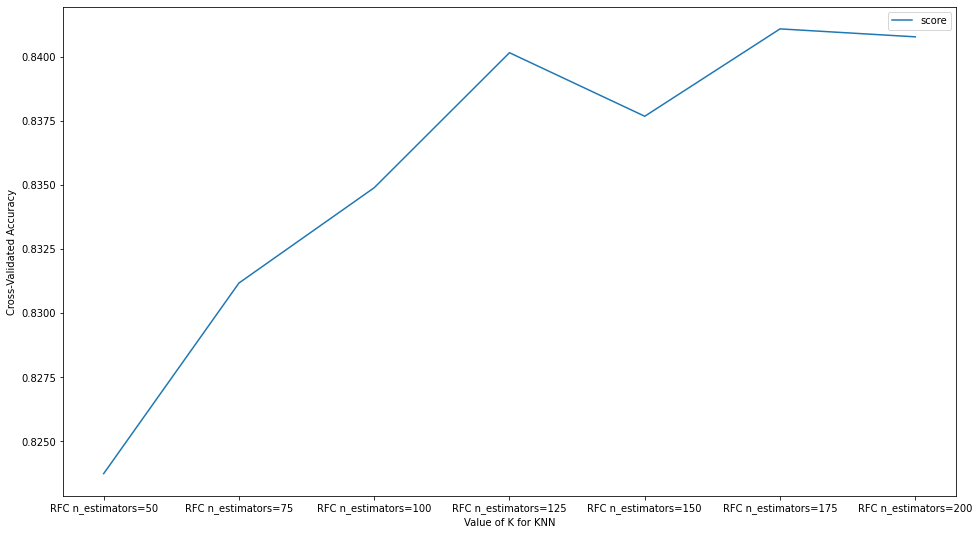 score
0.8400
0.8375
0.8350
0.8325
0.8300
0.8275
0.8250
Cross-Validated Accuracy
RFC n_estimators=50 RFC n_estimators=75 RFC n_estimators=100 RFC n_estimators=125 RFC n_estimators=150 RFC n_estimators=175 RFC n_estimators=200
Value of K for KNN